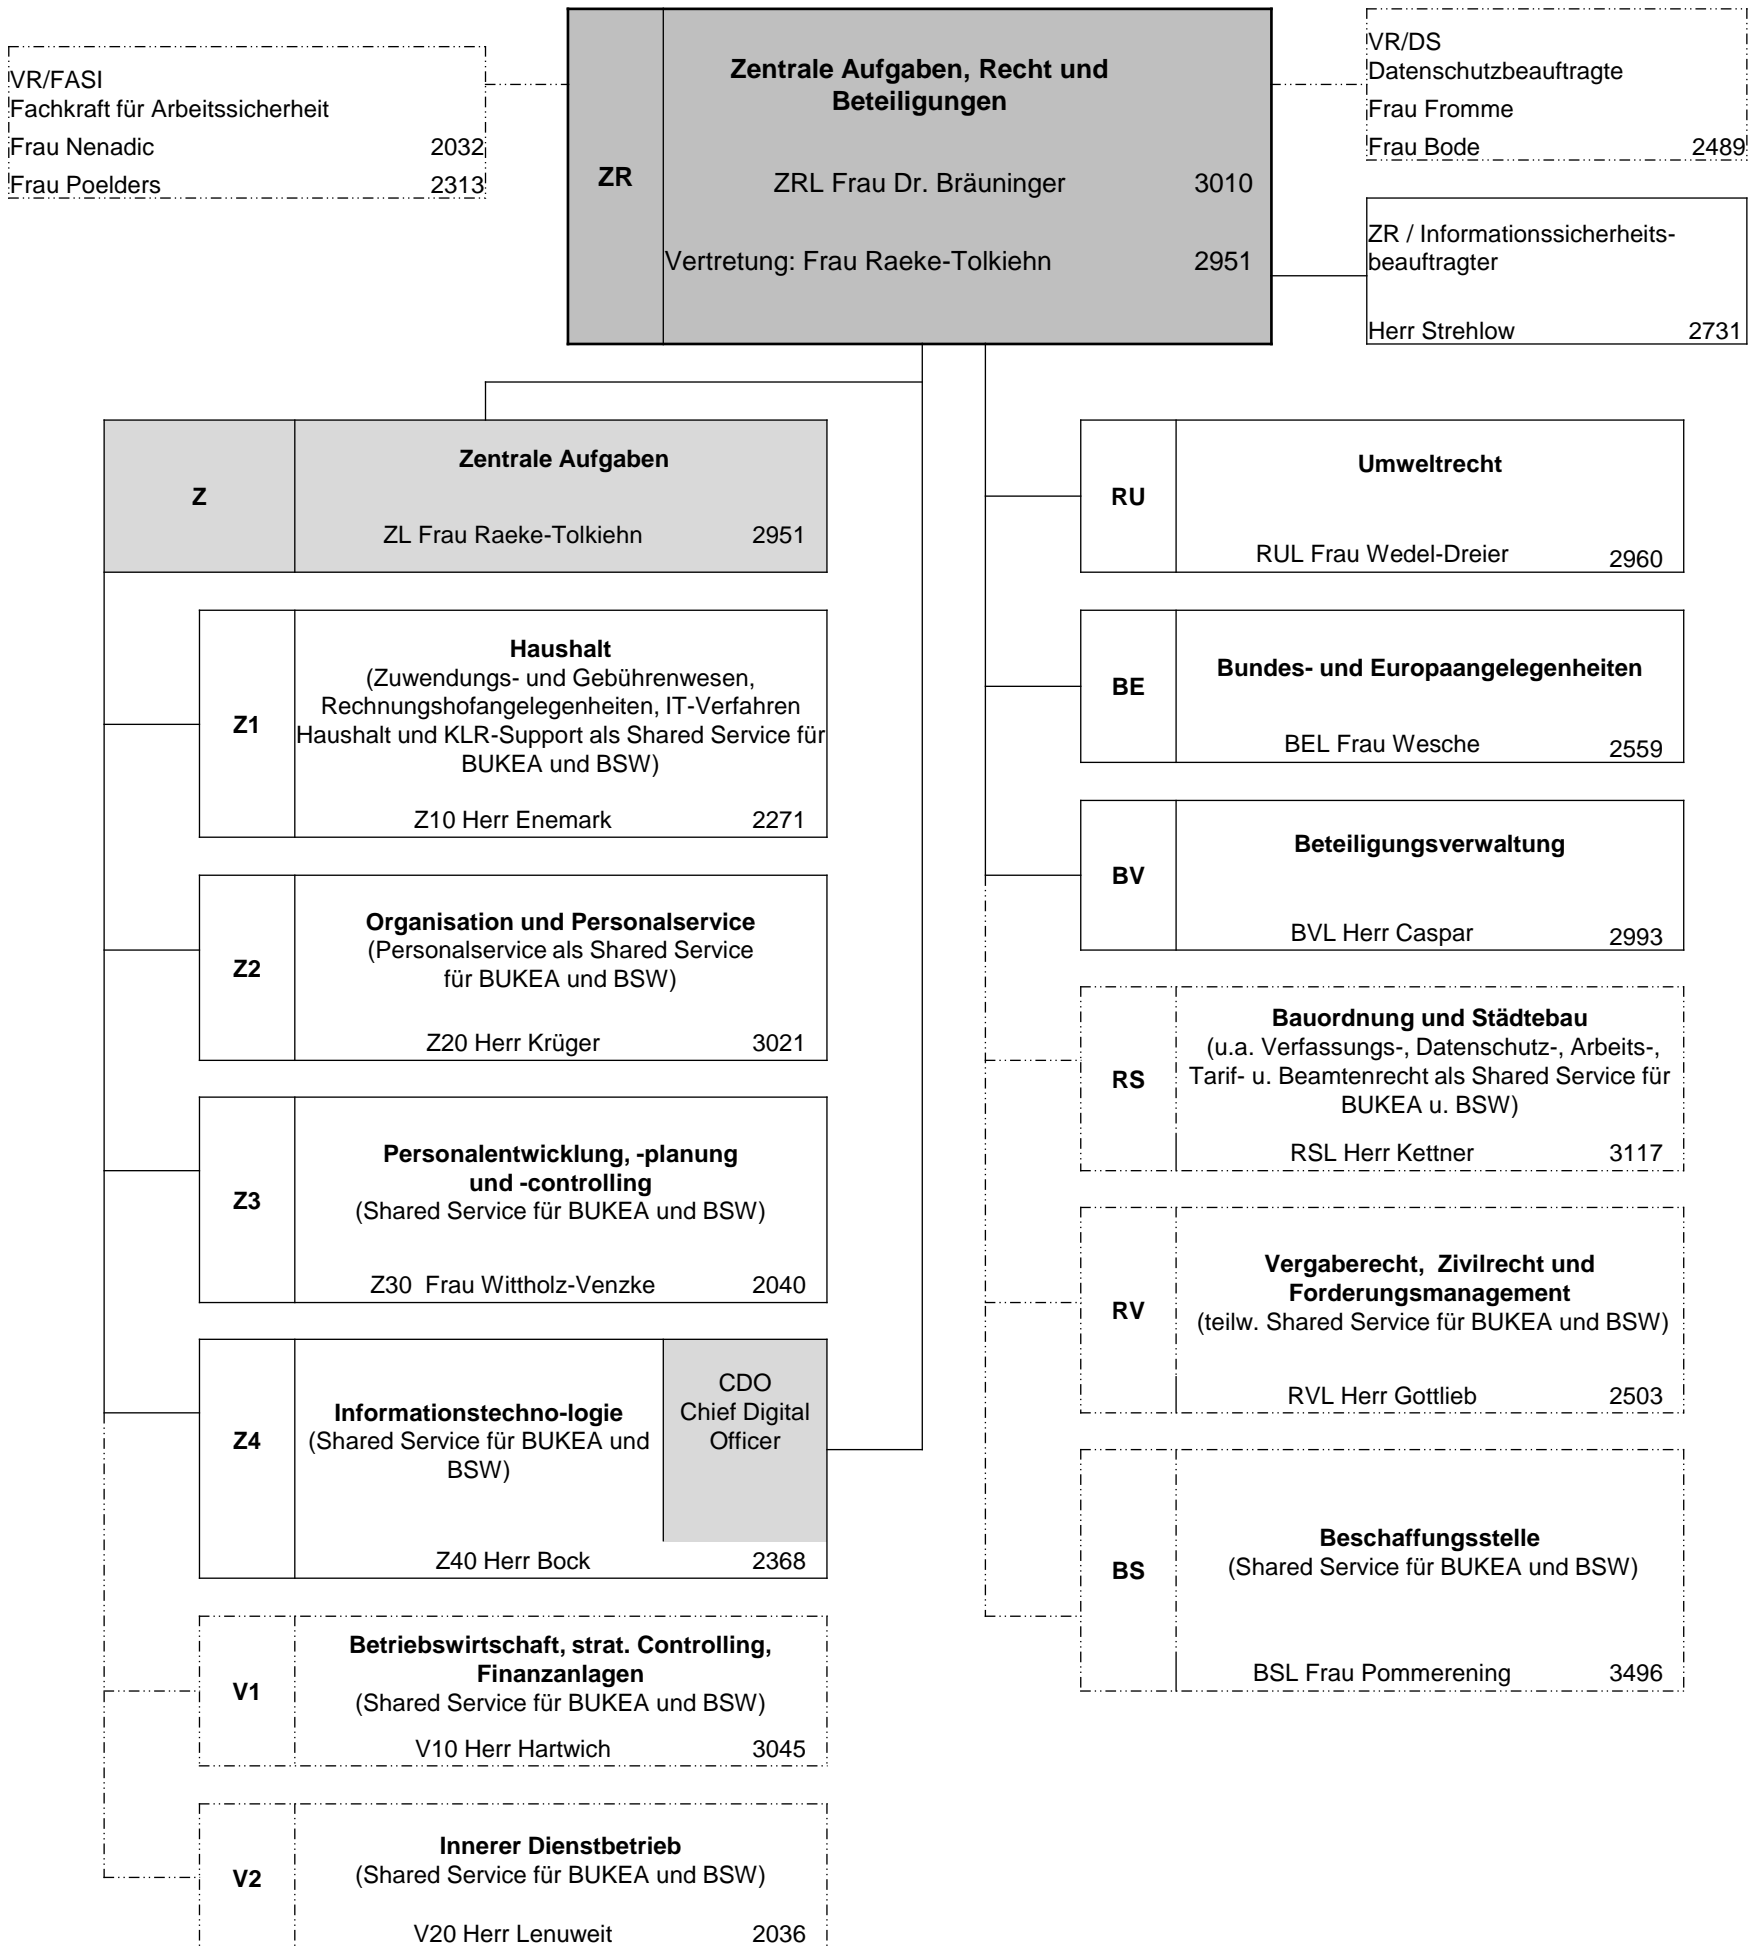 VR/FASI
Fachkraft für Arbeitssicherheit
Frau Nenadic 2032
Frau Poelders 2313
ZR
Zentrale Aufgaben, Recht und
Beteiligungen
ZRL Frau Dr. Bräuninger 3010
Vertretung: Frau Raeke-Tolkiehn 2951
VR/DS
Datenschutzbeauftragte
Frau Fromme
Frau Bode 2489
ZR / Informationssicherheits-
beauftragter
Herr Strehlow 2731
Z
Zentrale Aufgaben
ZL Frau Raeke-Tolkiehn 2951
Z1
Haushalt
(Zuwendungs- und Gebührenwesen,
Rechnungshofangelegenheiten, IT-Verfahren
Haushalt und KLR-Support als Shared Service für
BUKEA und BSW)
Z10 Herr Enemark 2271
Z2
Organisation und Personalservice
(Personalservice als Shared Service
für BUKEA und BSW)
Z20 Herr Krüger 3021
Z3
Personalentwicklung, -planung
und -controlling
(Shared Service für BUKEA und BSW)
Z30 Frau Wittholz-Venzke 2040
Z4
Informationstechno-logie
(Shared Service für BUKEA und
BSW)
CDO
Chief Digital
Officer
Z40 Herr Bock 2368
V1
Betriebswirtschaft, strat. Controlling,
Finanzanlagen
(Shared Service für BUKEA und BSW)
V10 Herr Hartwich 3045
V2
Innerer Dienstbetrieb
(Shared Service für BUKEA und BSW)
V20 Herr Lenuweit 2036
RU
Umweltrecht
RUL Frau Wedel-Dreier 2960
BE
Bundes- und Europaangelegenheiten
BEL Frau Wesche 2559
BV
Beteiligungsverwaltung
BVL Herr Caspar 2993
RS
Bauordnung und Städtebau
(u.a. Verfassungs-, Datenschutz-, Arbeits-,
Tarif- u. Beamtenrecht als Shared Service für
BUKEA u. BSW)
RSL Herr Kettner 3117
RV
Vergaberecht, Zivilrecht und
Forderungsmanagement
(teilw. Shared Service für BUKEA und BSW)
RVL Herr Gottlieb 2503
BS
Beschaffungsstelle
(Shared Service für BUKEA und BSW)
BSL Frau Pommerening 3496